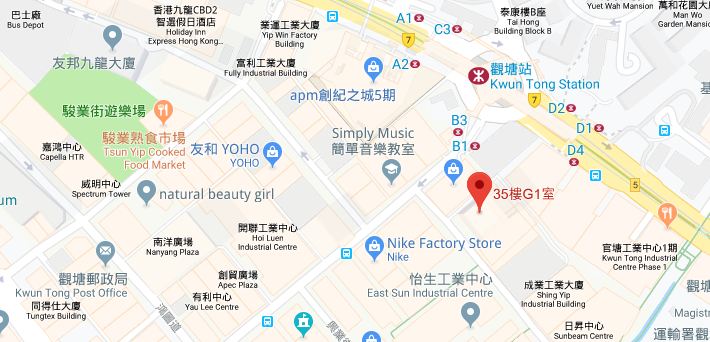 巴士廠
Bus Depot
香港九龍CBD2
智選假日酒店
Holiday Inn
Express Hong Kong...
業運工業大廈
Yip Win Factory
Building
A1
C3
泰康樓B座
Tai Hong
Building Block B
Yuet Wah Mansion
萬和花園大廈
Man Wo
Garden Mansion
友邦九龍大廈
富利工業大廈
Fully Industrial Building
7
A2
觀塘站
Kwun Tong Station
apm創紀之城5期
7
駿業街遊樂場
駿業熟食市場
Tsun Yip Cooked
Food Market
D2
B3
D1
B1
D4
Simply Music
簡單音樂教室
嘉鴻中心
Capella HTR
友和 YOHO
YOHO
威明中心
Spectrum Tower
natural beauty girl
35樓G1室
5
um
南洋廣場
Nanyang Plaza
開聯工業中心
Hoi Luen
Industrial Centre
Nike Factory Store
Nike
官塘工業中心1期
Kwun Tong Industrial
Centre Phase 1
觀塘郵政局
Kwun Tong Post Office
創貿廣場
Apec Plaza
怡生工業中心
East Sun Industrial Centre
成業工業大廈
Shing Yip
Industrial Building
觀塘
Magistr
同得仕大廈
Tungtex Building
有利中心
Yau Lee Centre
鴻圖道
興業街
日昇中心
Sunbeam Centre
運輸署觀